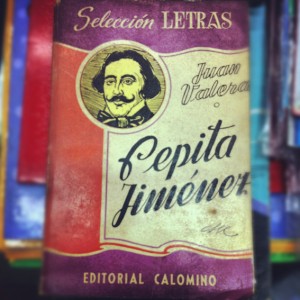 Selección LETRAS
Juan
Valera
Pepita
Jiménez
EDITORIAL CALOMINO